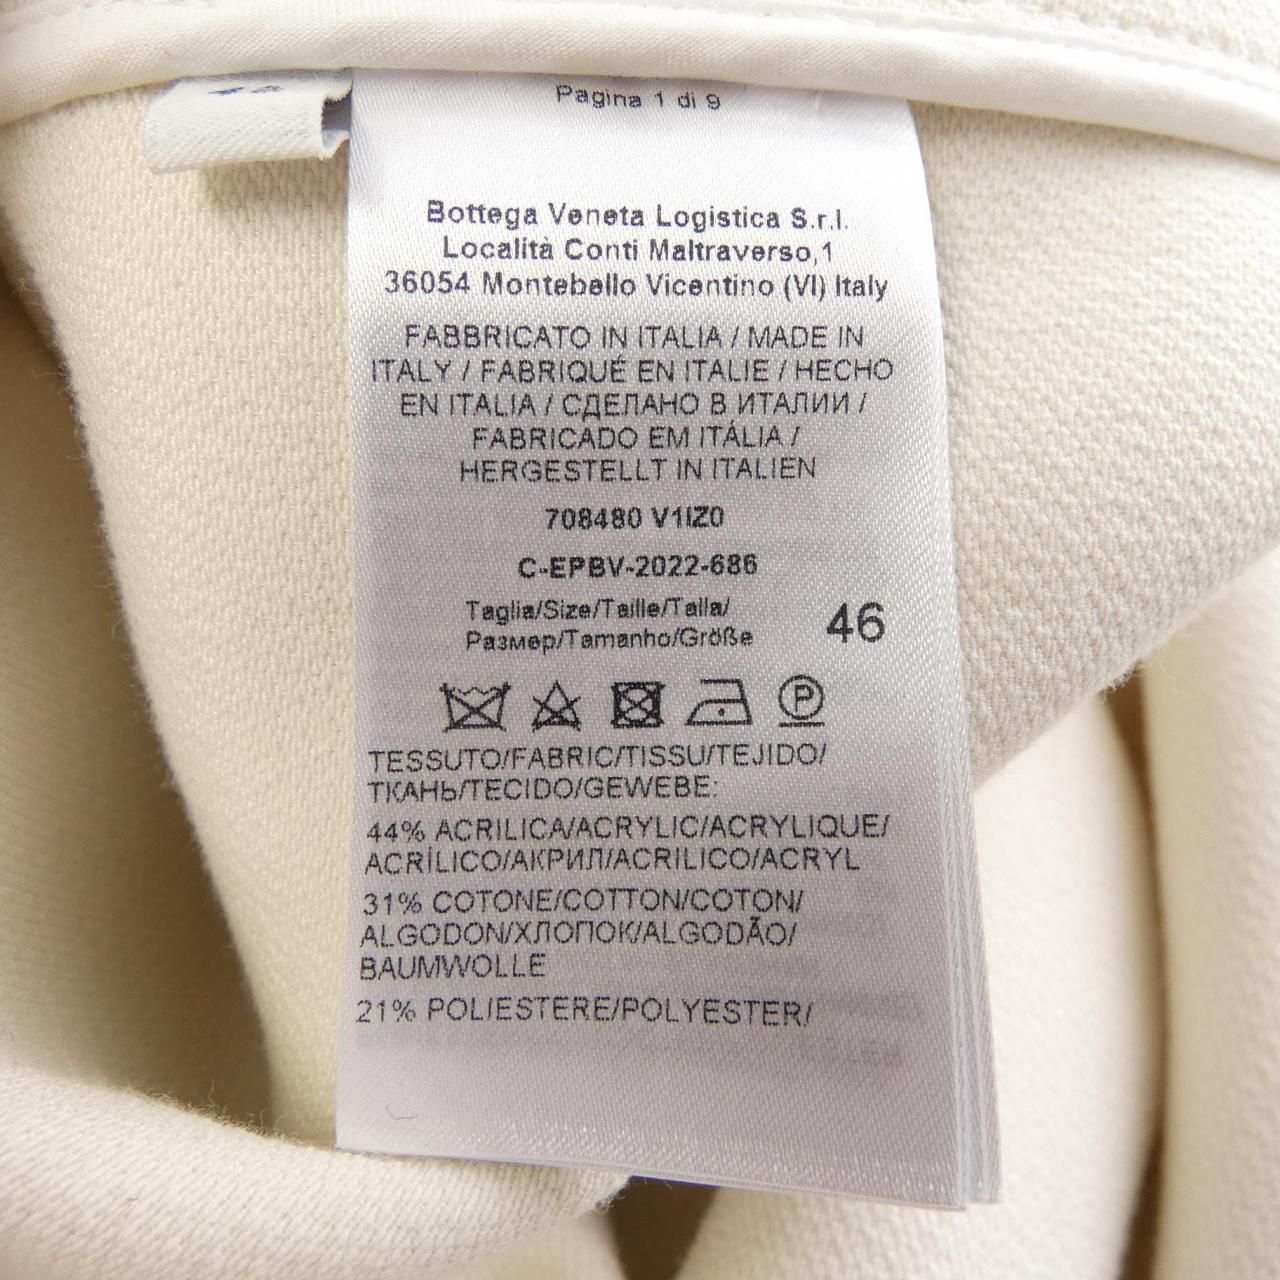 Pagina 1 di 9
Bottega Veneta Logistica S.r.l.
Località Conti Maltraverso,1
36054 Montebello Vicentino (VI) Italy
FABBRICATO IN ITALIA / MADE IN
ITALY / FABRIQUÉ EN ITALIE / HECHO
EN ITALIA / СДЕЛАНО В ИТАЛИИ /
FABRICADO EM ITÁLIA /
HERGESTELLT IN ITALIEN
708480 V1IZ0
C-EPBV-2022-686
Taglia/Size/Taille/Talla/
Размер/Tamanho/Größe
46
P
TESSUTO/FABRIC/TISSU/TEJIDO/
ТКАНЬ/TECIDO/GEWEBE:
44% ACRILICA/ACRYLIC/ACRYLIQUE/
ACRÍLICO/АКРИЛ/ACRILICO/ACRYL
31% COTONE/COTTON/COTON/
ALGODON/ХЛОПОК/ALGODÃO/
BAUMWOLLE
21% POLIESTERE/POLYESTER/